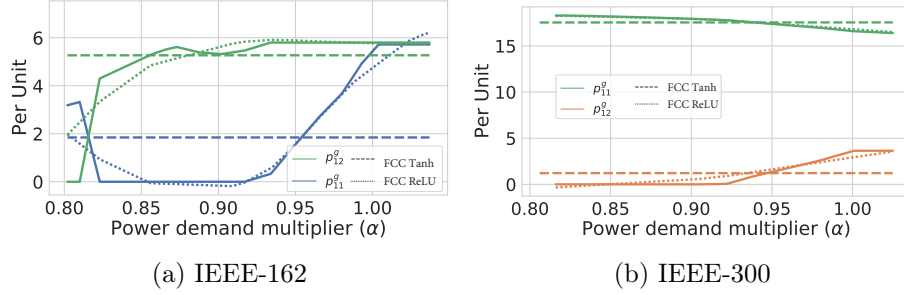 Per Unit
6
4
2
0
0.80 0.85 0.90 0.95 1.00
Power demand multiplier (α)
p^g_12 FCC Tanh
p^g_11 FCC ReLU
(a) IEEE-162
Per Unit
15
10
5
0
0.80 0.85 0.90 0.95 1.00
Power demand multiplier (α)
p^g_11 FCC Tanh
p^g_12 FCC ReLU
(b) IEEE-300